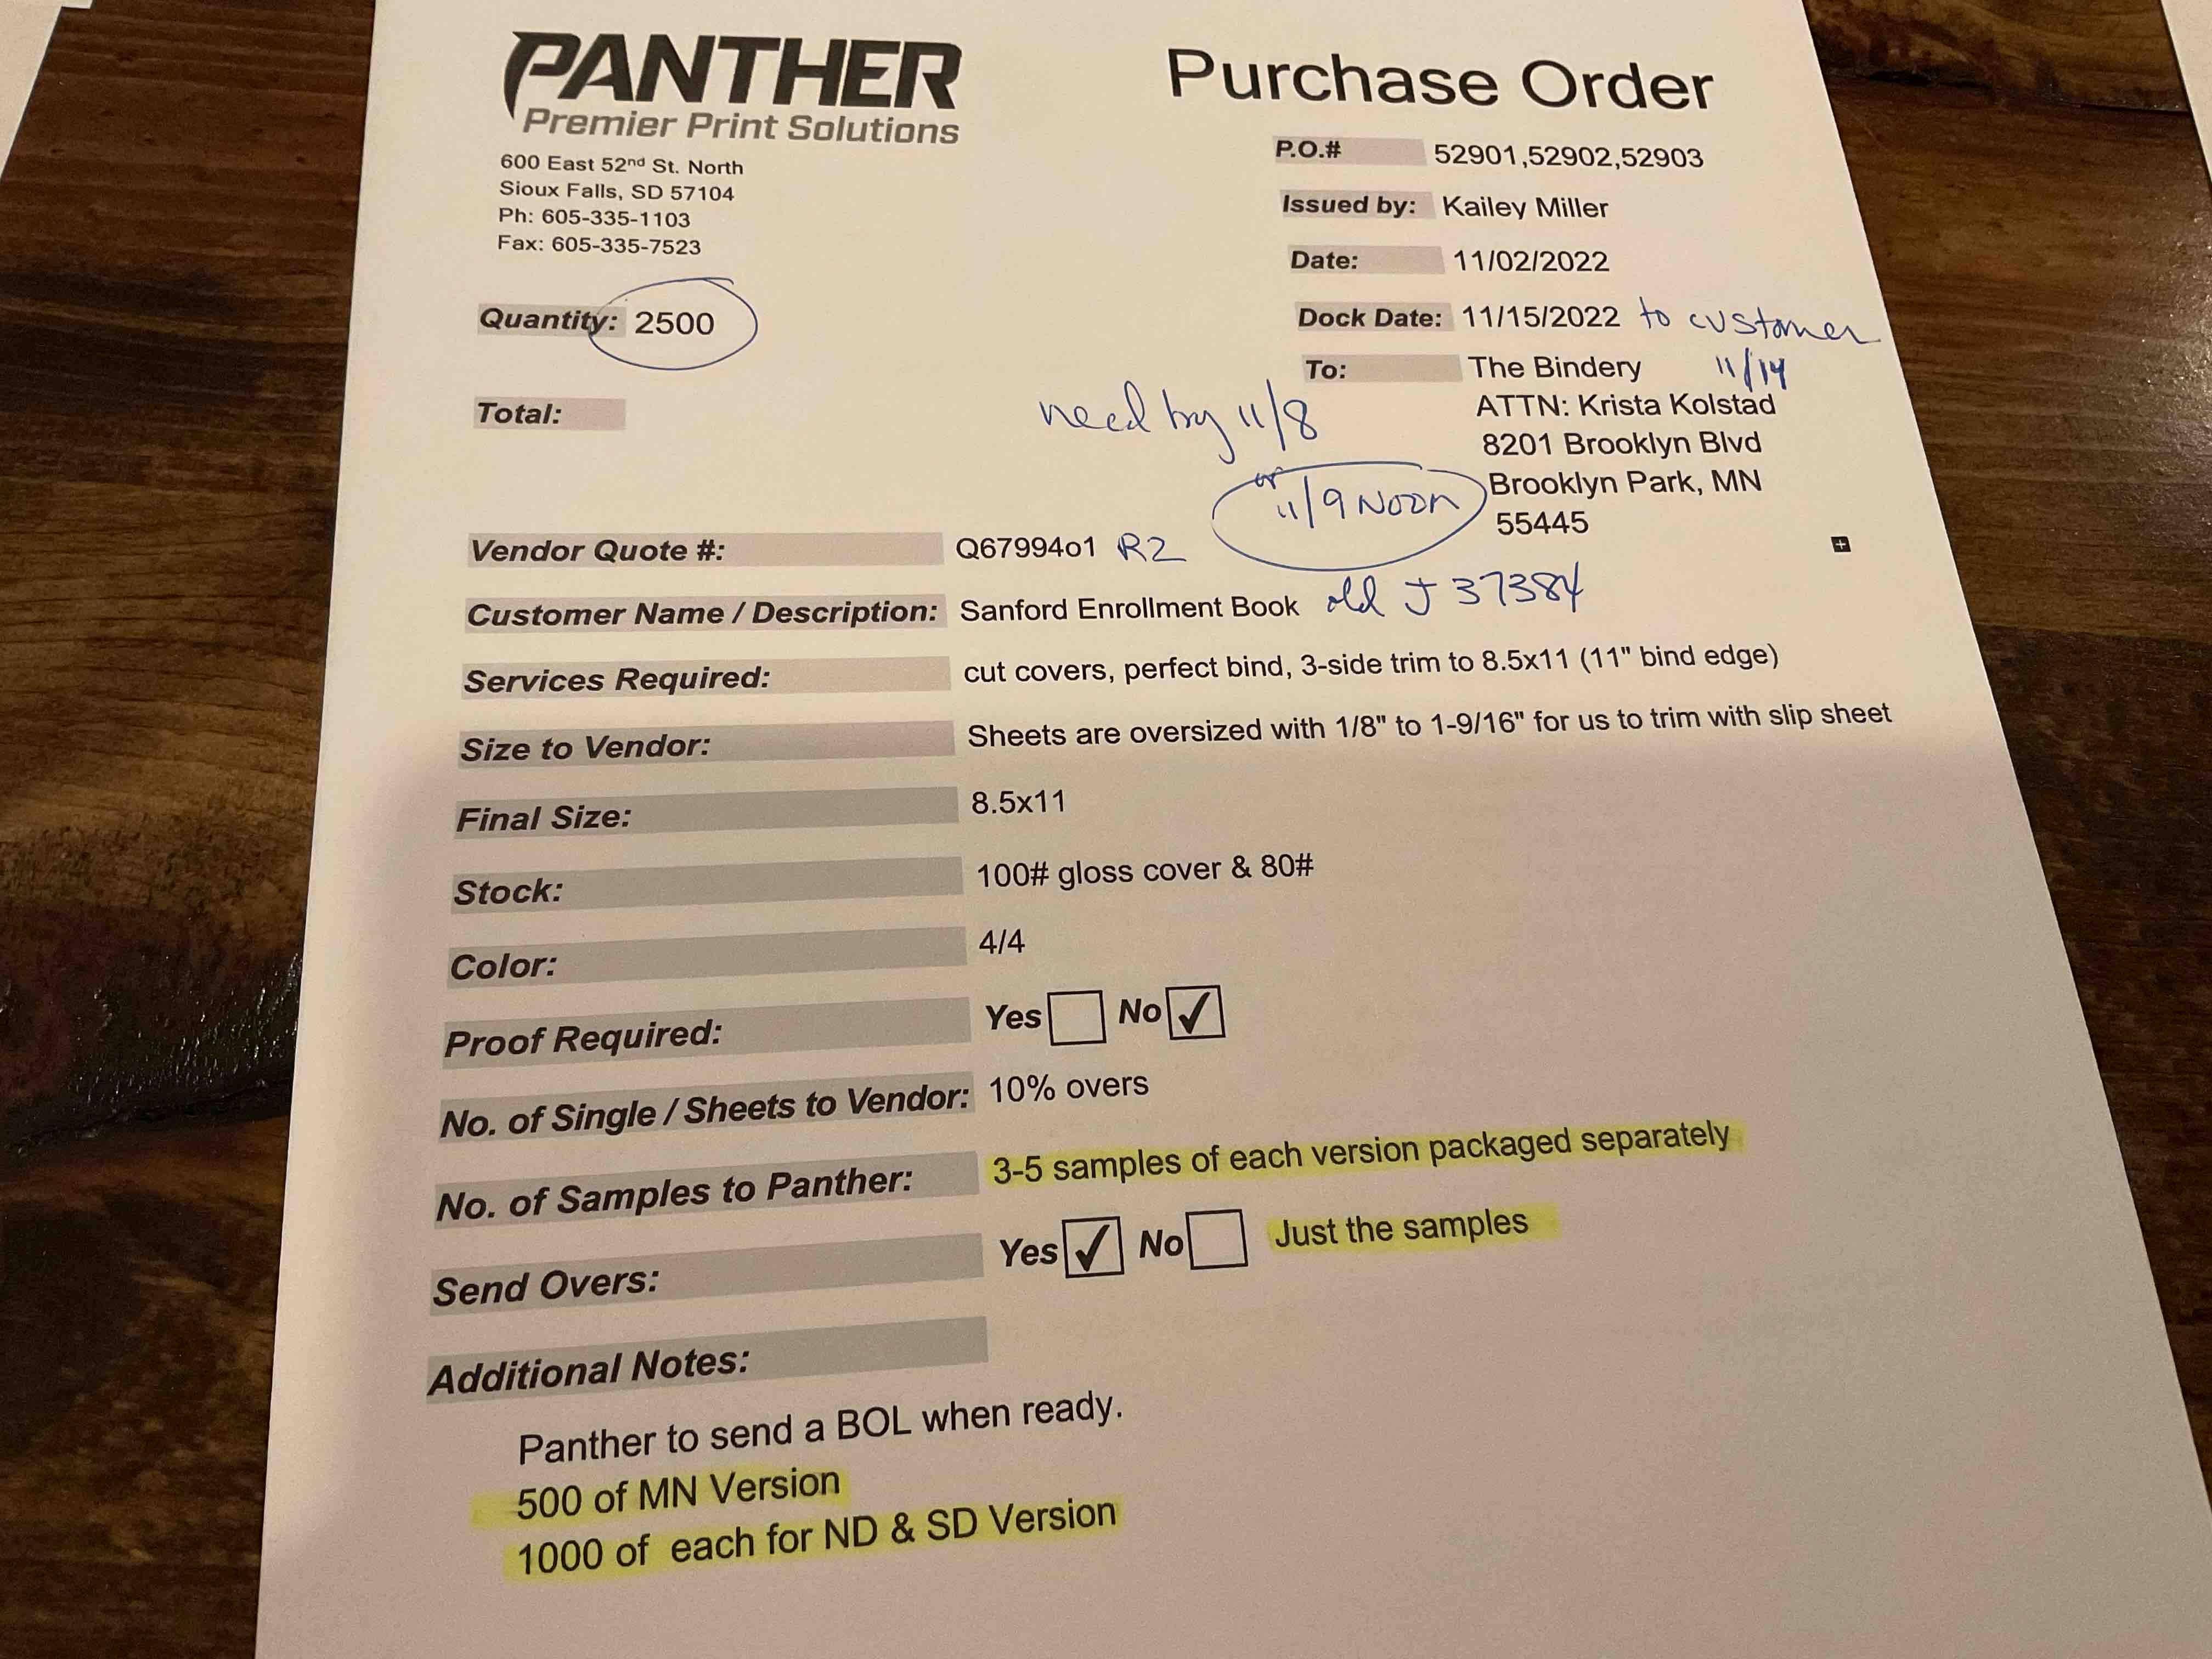 PANTHER
Premier Print Solutions
600 East 52nd St. North
Sioux Falls, SD 57104
Ph: 605-335-1103
Fax: 605-335-7523
Purchase Order
P.O.# 52901,52902,52903
Issued by: Kailey Miller
Date: 11/02/2022
Dock Date: 11/15/2022 to customer
11/14
To: The Bindery
ATTN: Krista Kolstad
8201 Brooklyn Blvd
Brooklyn Park, MN
55445
Quantity: 2500
Total:
need by 11/8
or
11/9 Noon
Vendor Quote #: Q67994o1 R2
Customer Name / Description: Sanford Enrollment Book old J 37384
Services Required: cut covers, perfect bind, 3-side trim to 8.5x11 (11" bind edge)
Size to Vendor: Sheets are oversized with 1/8" to 1-9/16" for us to trim with slip sheet
Final Size: 8.5x11
Stock: 100# gloss cover & 80#
Color: 4/4
Proof Required: Yes No ✓
No. of Single / Sheets to Vendor: 10% overs
No. of Samples to Panther: 3-5 samples of each version packaged separately
Send Overs: Yes ✓ No Just the samples
Additional Notes:
Panther to send a BOL when ready.
500 of MN Version
1000 of each for ND & SD Version